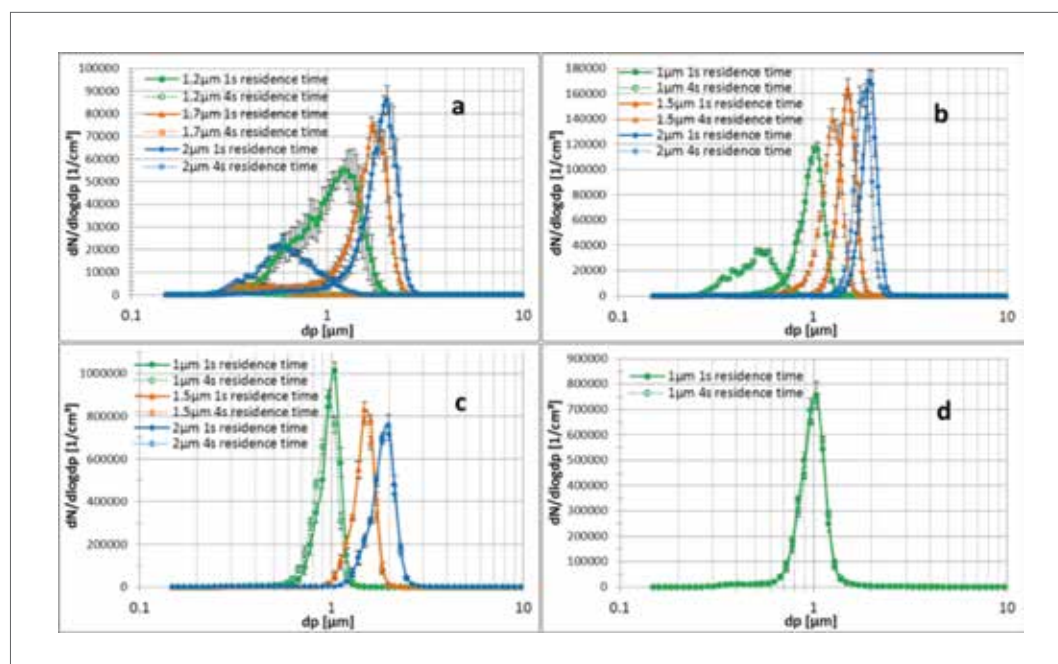 100000
90000
80000
70000
60000
50000
40000
30000
20000
10000
0
dN/dlogdp [1/cm³]
1.2µm 1s residence time
1.2µm 4s residence time
1.7µm 1s residence time
1.7µm 4s residence time
2µm 1s residence time
2µm 4s residence time
a
0.1
1
10
dp [µm]
180000
160000
140000
120000
100000
80000
60000
40000
20000
0
dN/dlogdp [1/cm³]
1µm 1s residence time
1µm 4s residence time
1.5µm 1s residence time
1.5µm 4s residence time
2µm 1s residence time
2µm 4s residence time
b
0.1
1
10
dp [µm]
1000000
800000
600000
400000
200000
0
dN/dlogdp [1/cm³]
1µm 1s residence time
1µm 4s residence time
1.5µm 1s residence time
1.5µm 4s residence time
2µm 1s residence time
2µm 4s residence time
c
0.1
1
10
dp [µm]
900000
800000
700000
600000
500000
400000
300000
200000
100000
0
dN/dlogdp [1/cm³]
1µm 1s residence time
1µm 4s residence time
d
0.1
1
10
dp [µm]